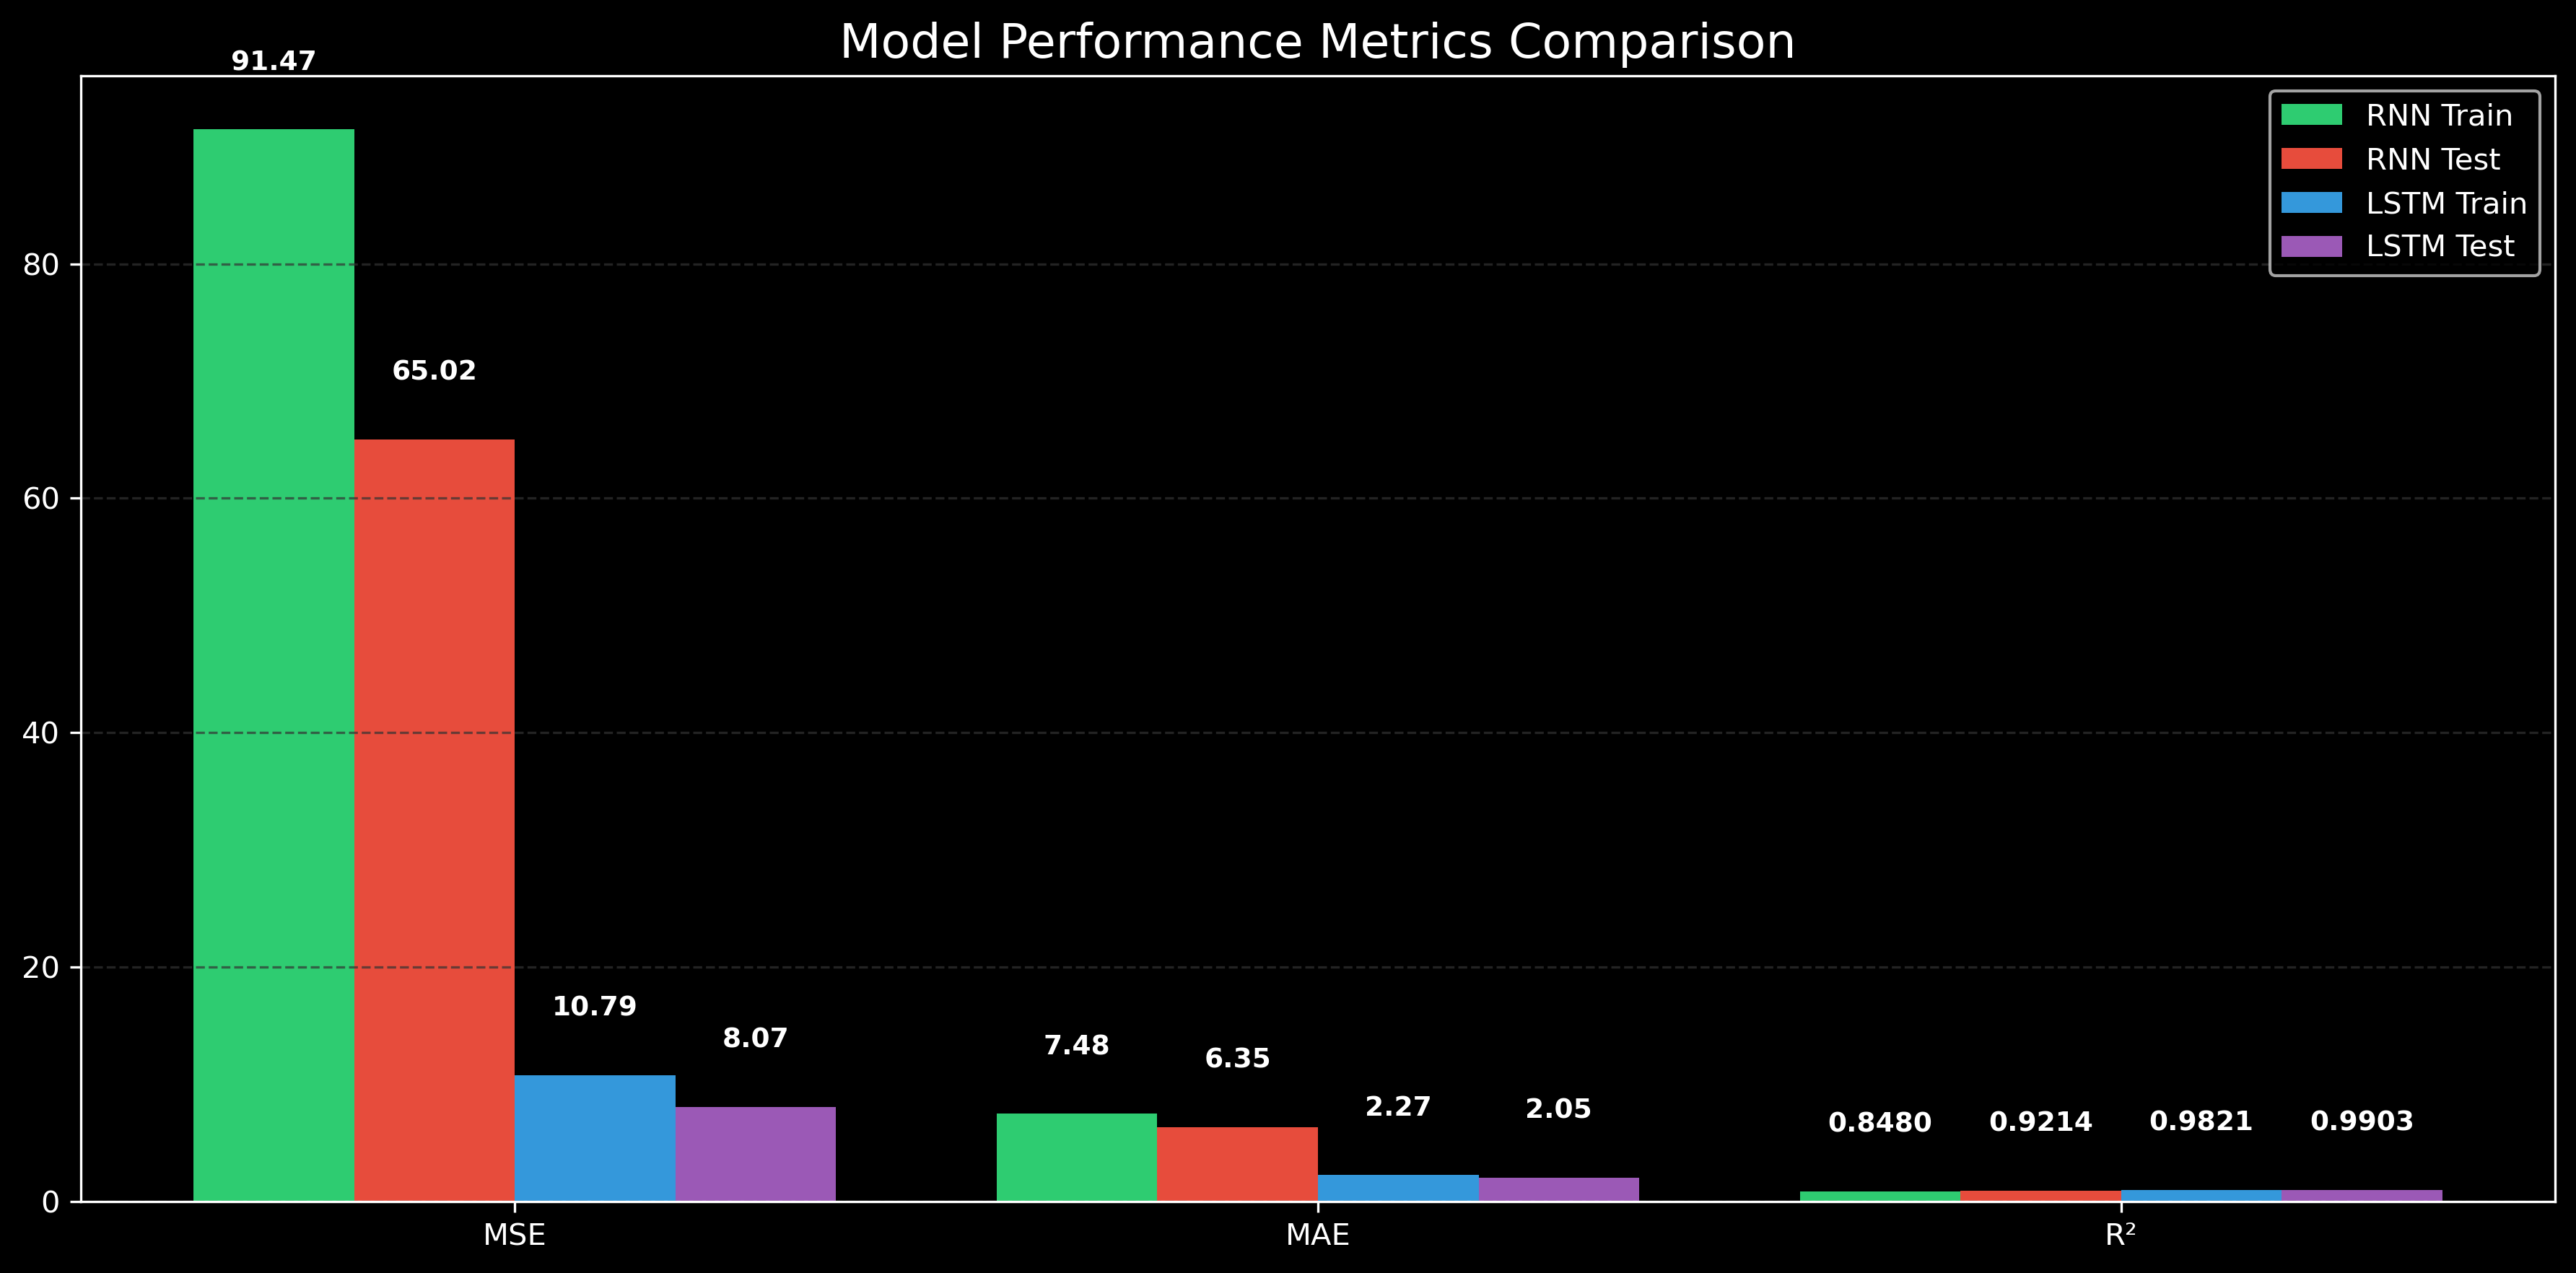 Model Performance Metrics Comparison
91.47
65.02
10.79
8.07
7.48
6.35
2.27
2.05
0.8480
0.9214
0.9821
0.9903
RNN Train
RNN Test
LSTM Train
LSTM Test
80
60
40
20
0
MSE
MAE
R²